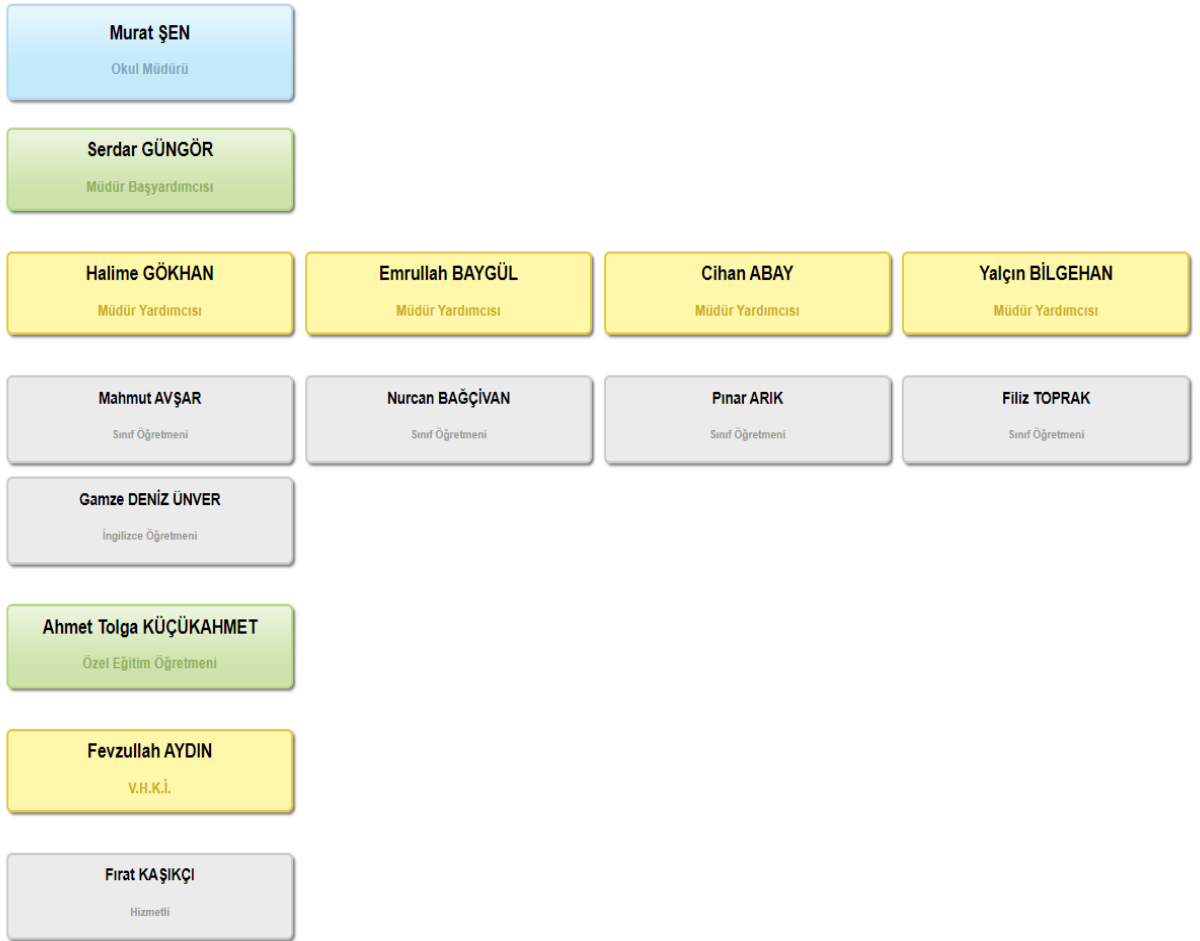 Murat ŞEN
Okul Müdürü
Serdar GÜNGÖR
Müdür Başyardımcısı
Halime GÖKHAN
Müdür Yardımcısı
Emrullah BAYGÜL
Müdür Yardımcısı
Cihan ABAY
Müdür Yardımcısı
Yalçın BİLGEHAN
Müdür Yardımcısı
Mahmut AVŞAR
Sınıf Öğretmeni
Nurcan BAĞÇİVAN
Sınıf Öğretmeni
Pınar ARIK
Sınıf Öğretmeni
Filiz TOPRAK
Sınıf Öğretmeni
Gamze DENİZ ÜNVER
İngilizce Öğretmeni
Ahmet Tolga KÜÇÜKAHMET
Özel Eğitim Öğretmeni
Fevzullah AYDIN
V.H.K.İ.
Fırat KAŞIKÇI
Hizmetli